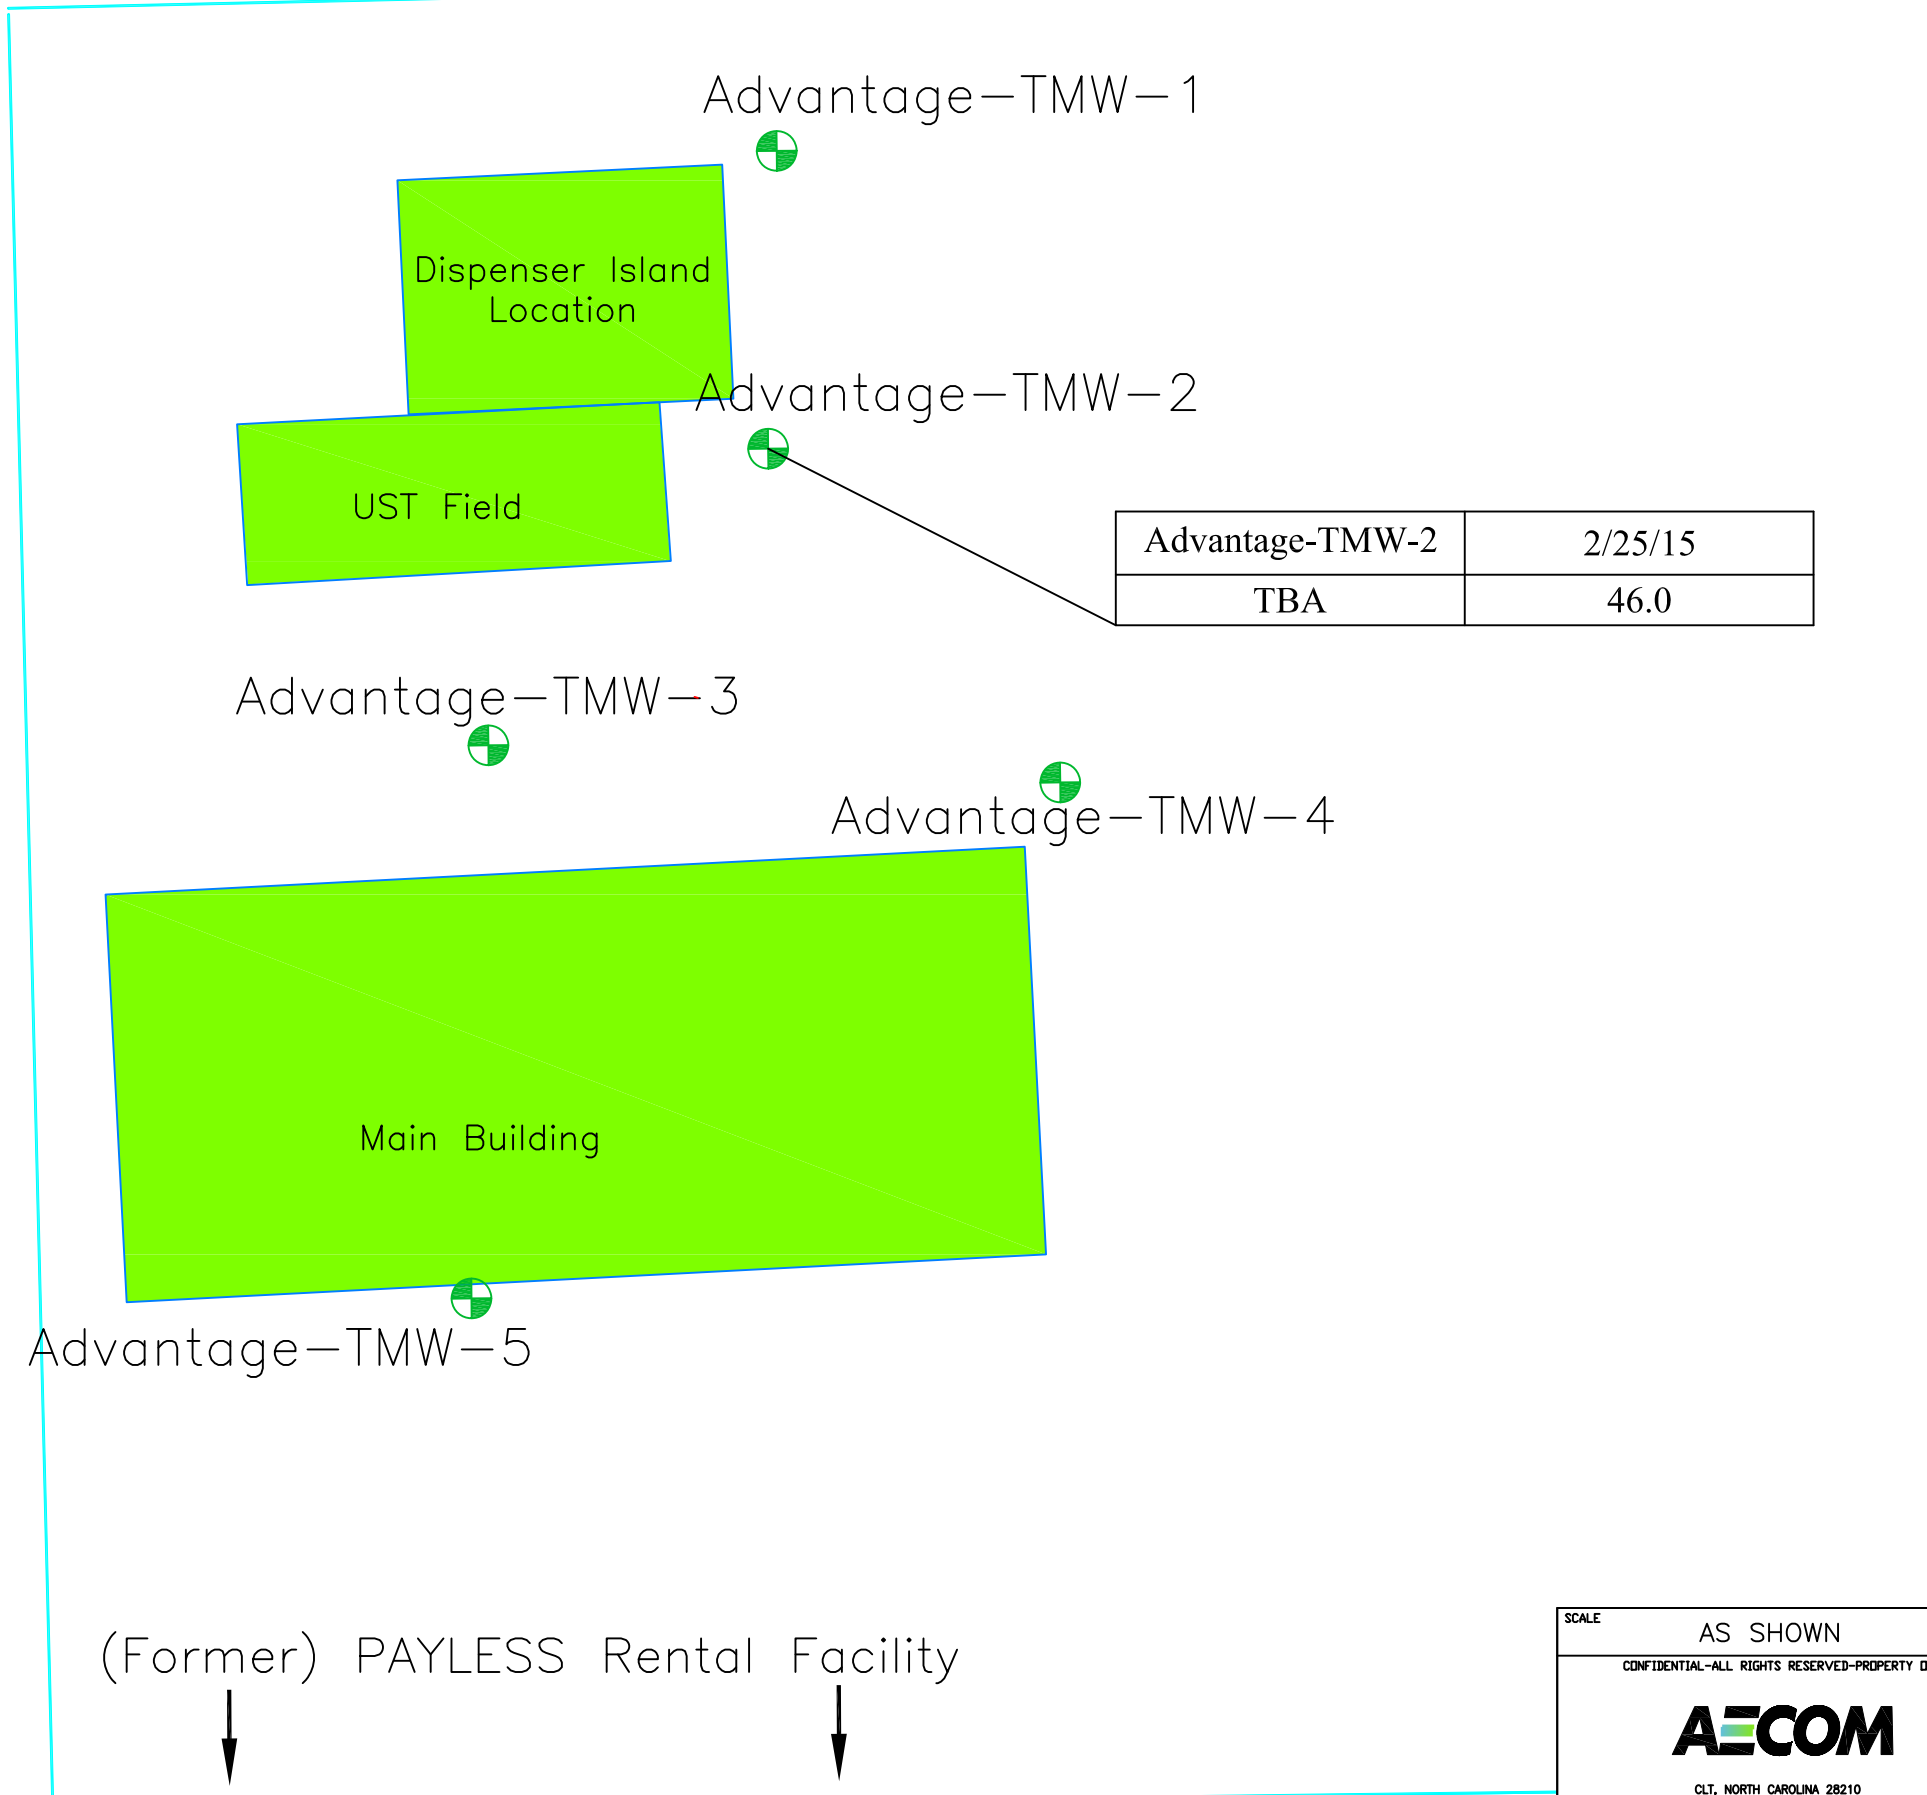 Advantage-TMW-1
Dispenser Island
Location
Advantage-TMW-2
UST Field
Advantage-TMW-2 2/25/15
TBA 46.0
Advantage-TMW-3
Advantage-TMW-4
Main Building
Advantage-TMW-5
(Former) PAYLESS Rental Facility
SCALE
AS SHOWN
CONFIDENTIAL-ALL RIGHTS RESERVED-PROPERTY
AECOM
CLT, NORTH CAROLINA 28210